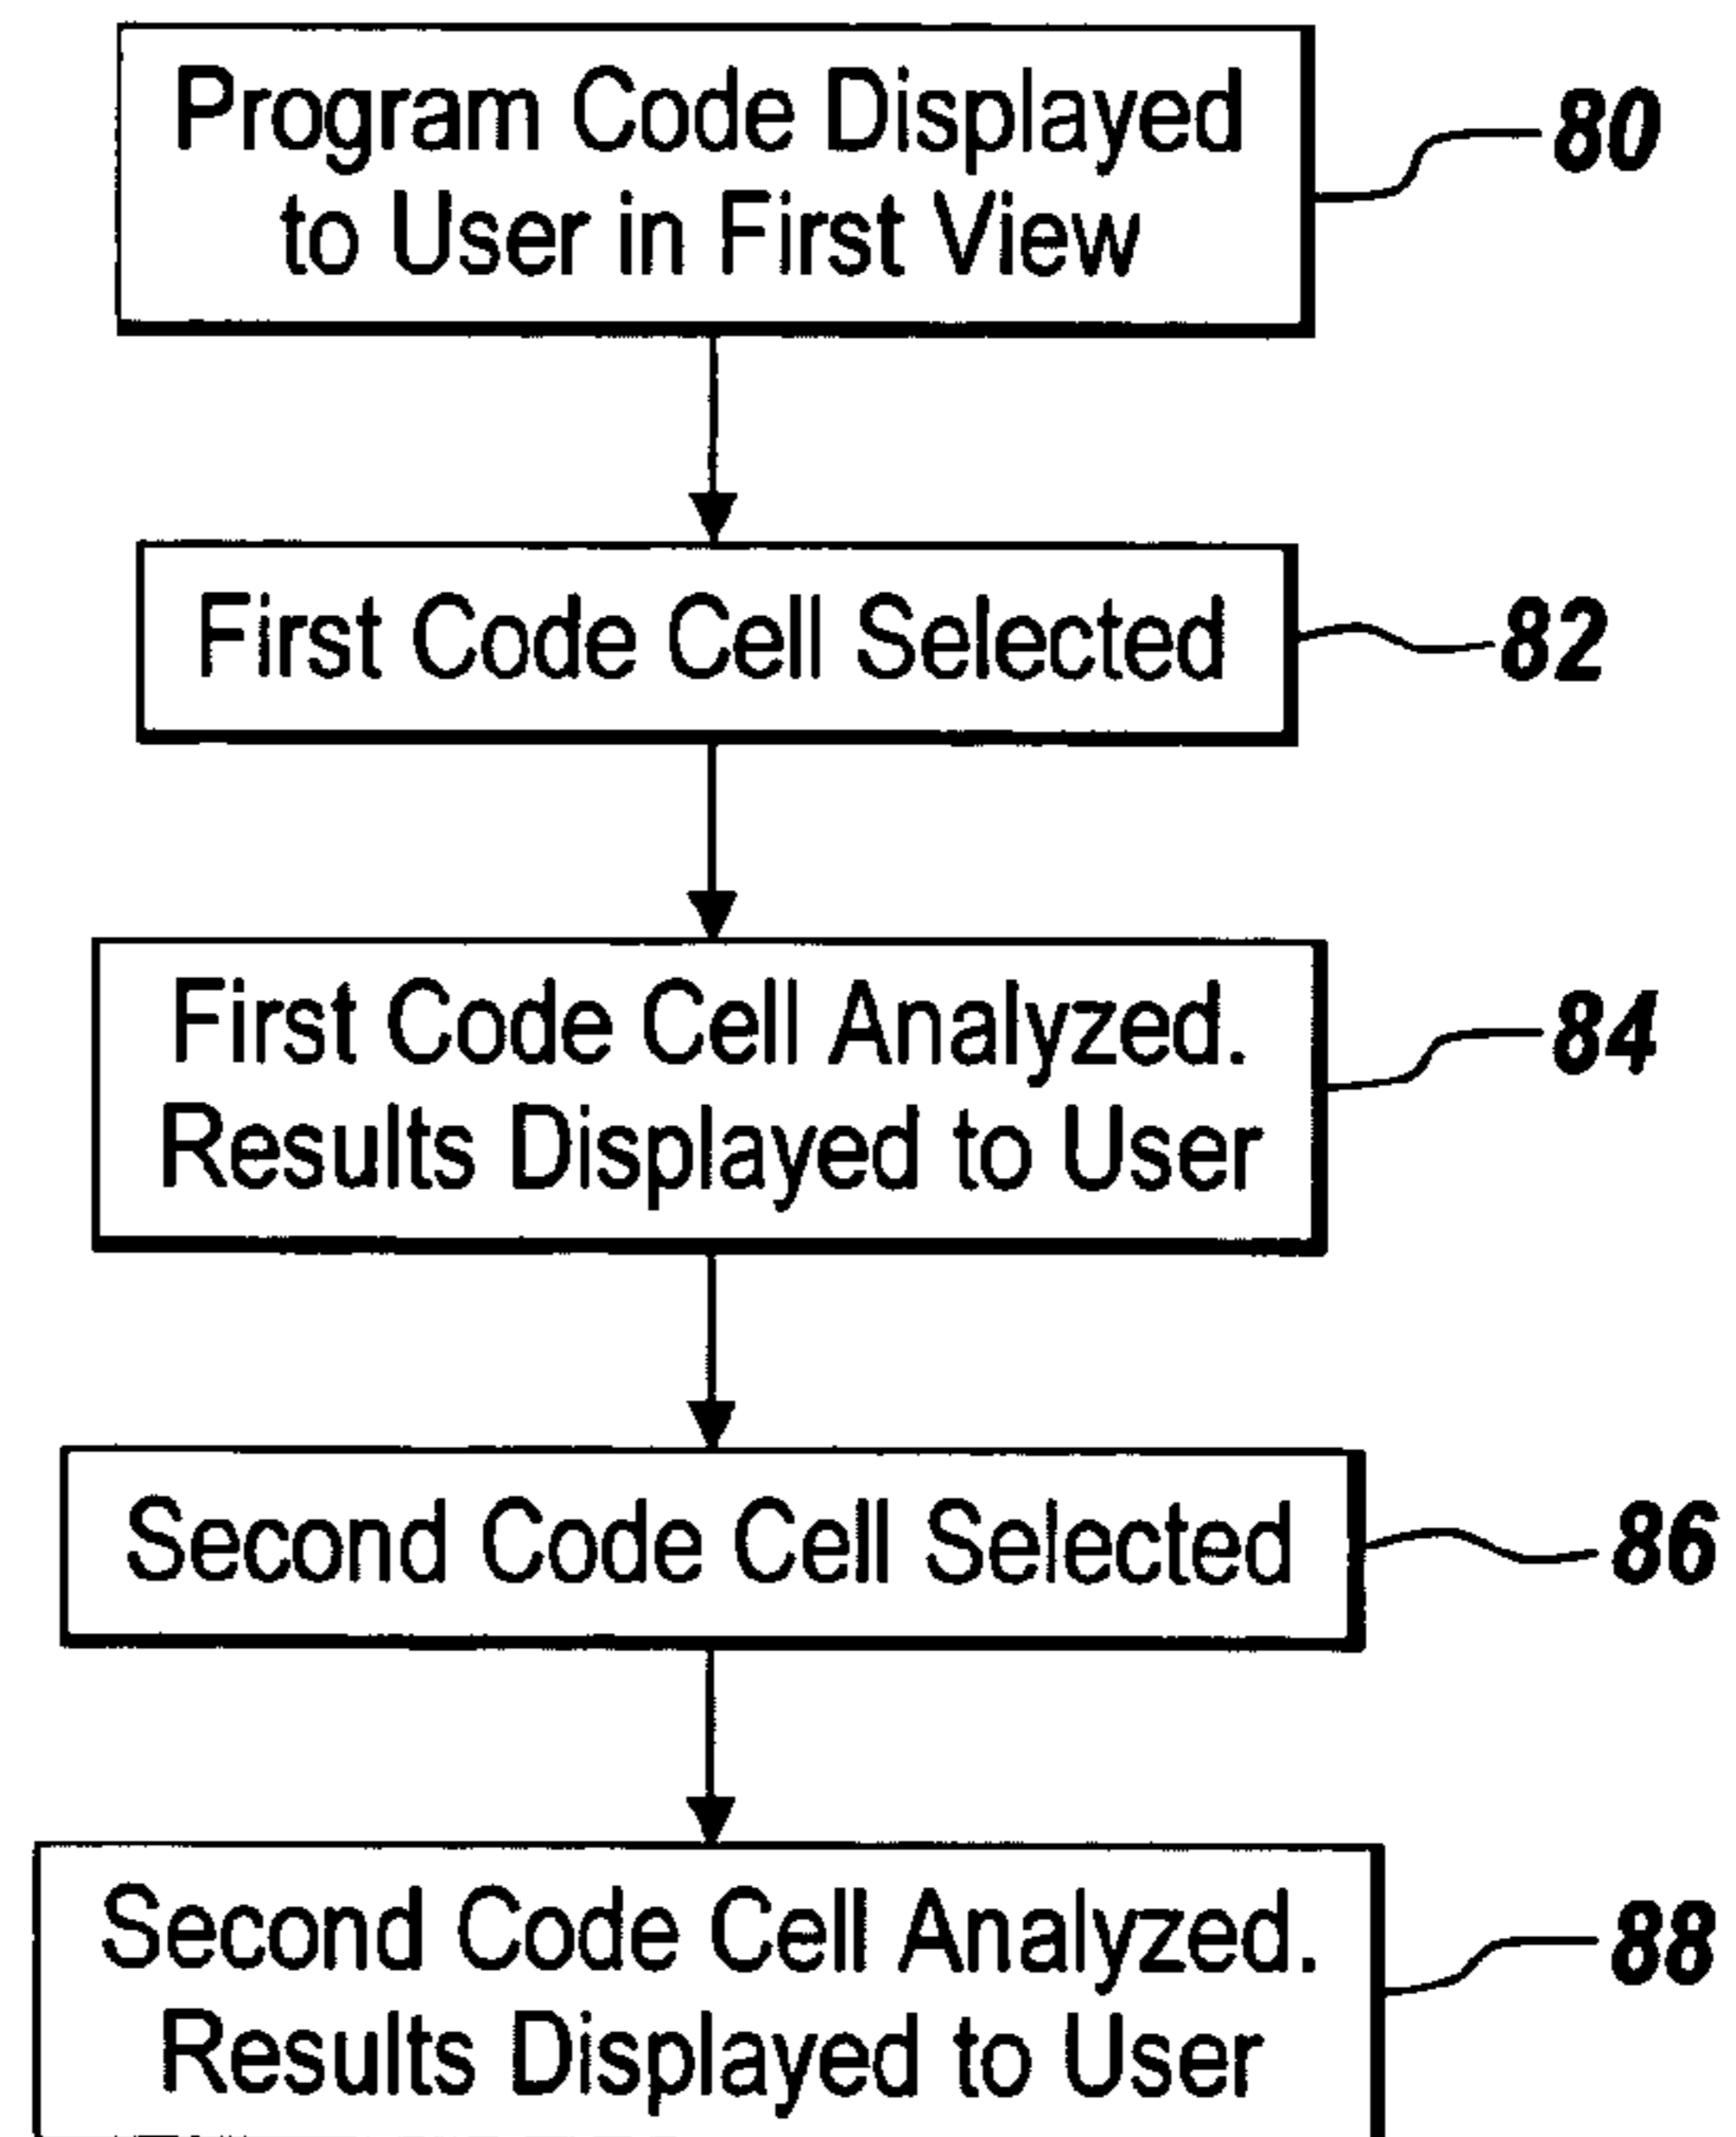 Program Code Displayed
to User in First View
80
First Code Cell Selected
82
First Code Cell Analyzed.
Results Displayed to User
84
Second Code Cell Selected
86
Second Code Cell Analyzed.
Results Displayed to User
88